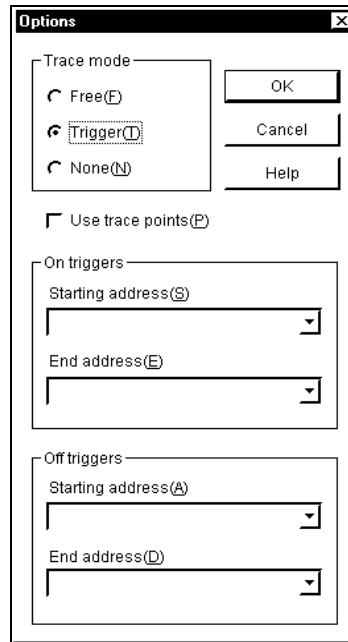 Options
Trace mode
Free(F)
Trigger(T)
None(N)
OK
Cancel
Help
Use trace points(P)
On triggers
Starting address(S)
End address(E)
Off triggers
Starting address(A)
End address(D)